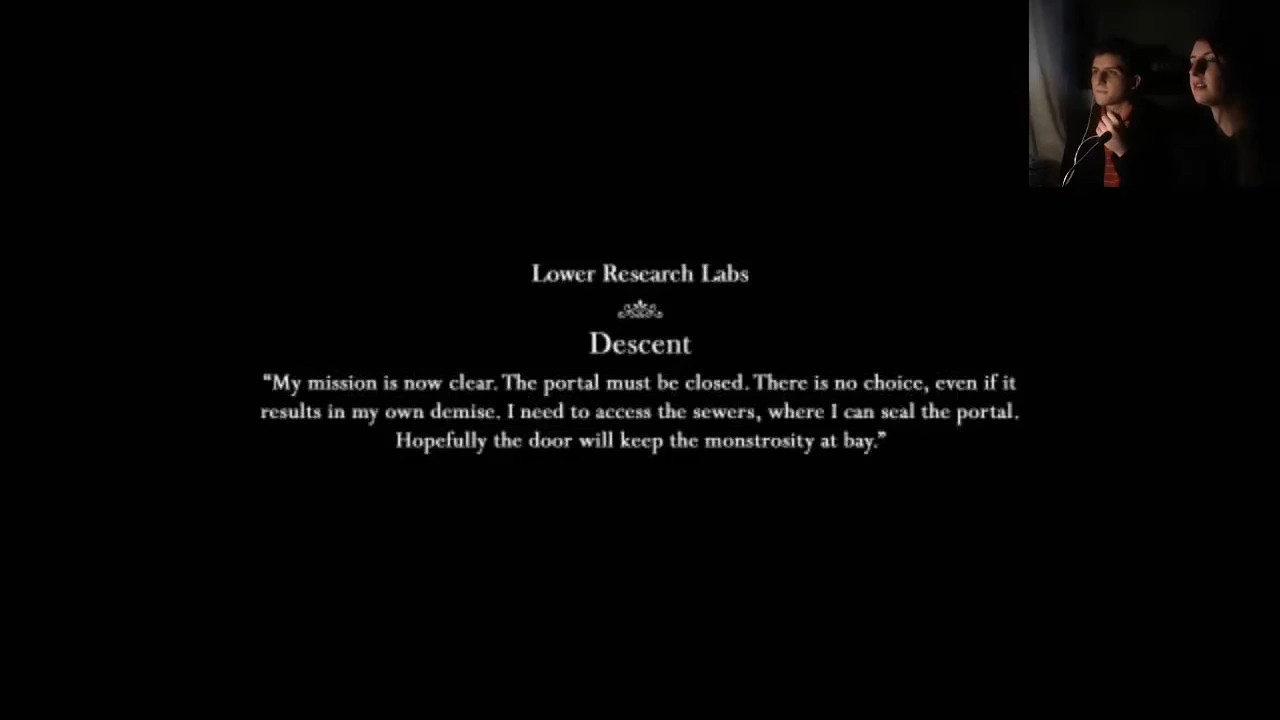 Lower Research Labs
Descent
“My mission is now clear. The portal must be closed. There is no choice, even if it
results in my own demise. I need to access the sewers, where I can seal the portal.
Hopefully the door will keep the monstrosity at bay.”